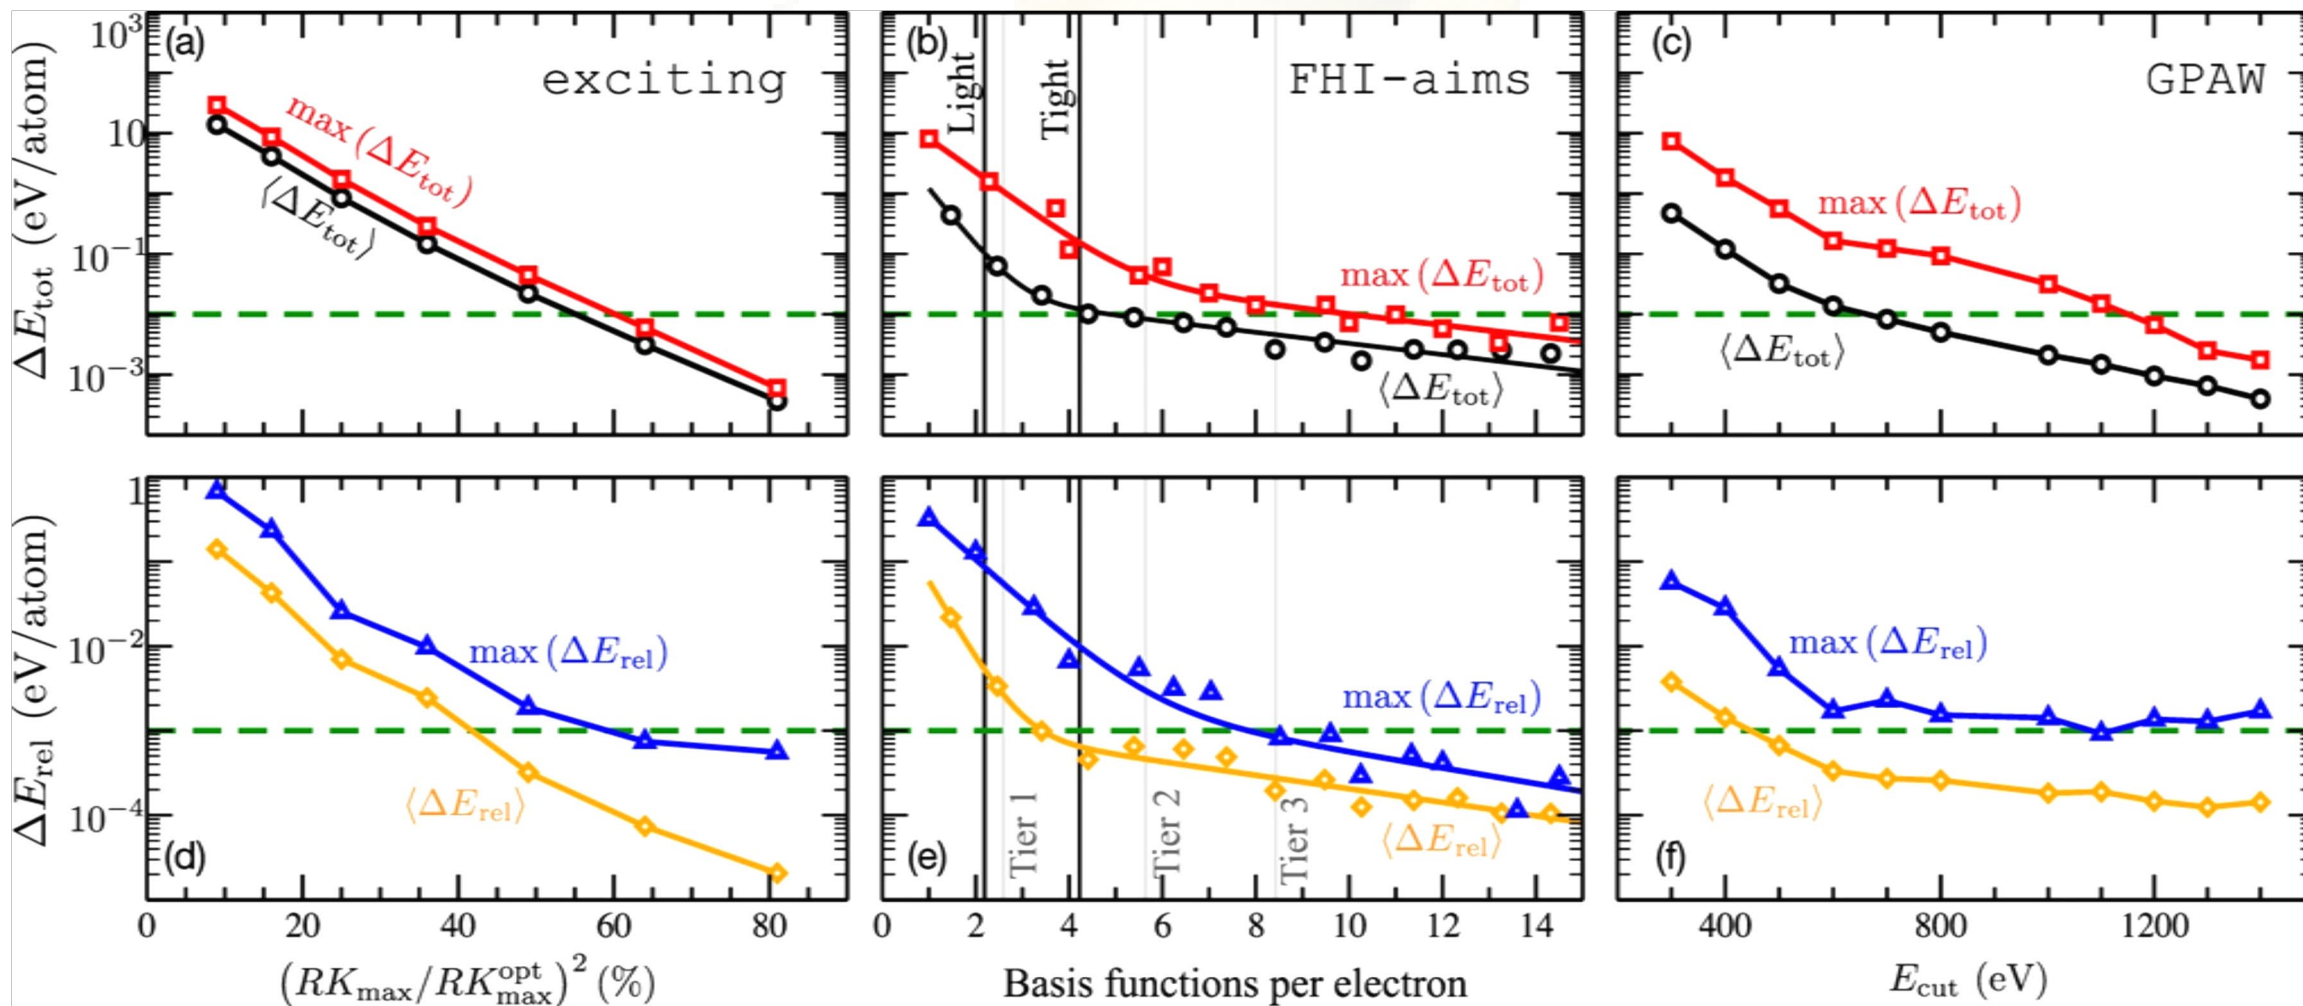 (a)
exciting
ΔE_tot (eV/atom)
10^3
10
10^-1
10^-3
max (ΔE_tot)
⟨ΔE_tot⟩
(b)
FHI-aims
Light
Tight
max (ΔE_tot)
⟨ΔE_tot⟩
(c)
GPAW
max (ΔE_tot)
⟨ΔE_tot⟩
ΔE_rel (eV/atom)
1
10^-2
10^-4
max (ΔE_rel)
⟨ΔE_rel⟩
(d)
0 20 40 60 80
(RK_max/RK_max^opt)^2 (%)
max (ΔE_rel)
⟨ΔE_rel⟩
Tier 1
Tier 2
Tier 3
(e)
0 2 4 6 8 10 12 14
Basis functions per electron
max (ΔE_rel)
⟨ΔE_rel⟩
(f)
400 800 1200
E_cut (eV)